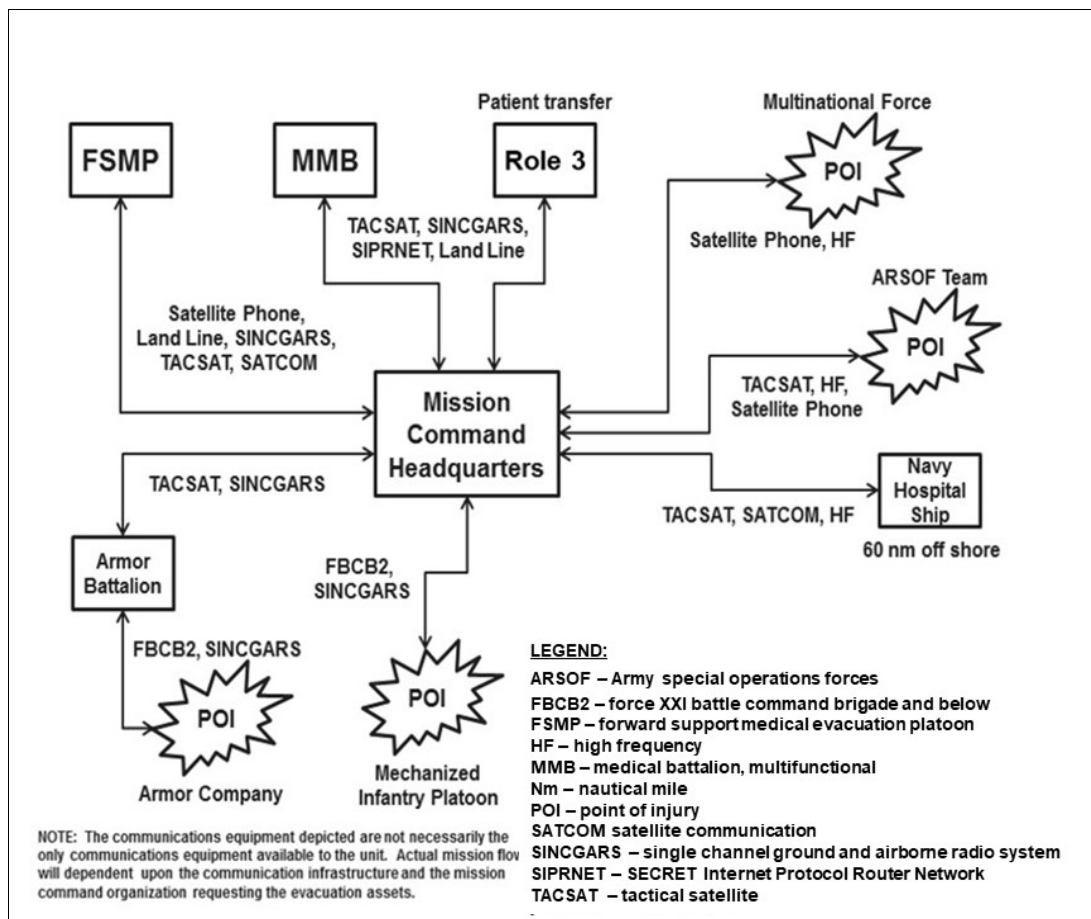 Patient transfer
Multinational Force
FSMP
MMB
Role 3
POI
TACSAT, SINCGARS,
SIPRNET, Land Line
Satellite Phone, HF
ARSOF Team
POI
Satellite Phone,
Land Line, SINCGARS,
TACSAT, SATCOM
TACSAT, HF,
Satellite Phone
Mission
Command
Headquarters
Navy
Hospital
Ship
TACSAT, SINCGARS
TACSAT, SATCOM, HF
60 nm off shore
Armor
Battalion
FBCB2,
SINCGARS
FBCB2, SINCGARS
POI
Armor Company
POI
Mechanized
Infantry Platoon
LEGEND:
ARSOF – Army special operations forces
FBCB2 – force XXI battle command brigade and below
FSMP – forward support medical evacuation platoon
HF – high frequency
MMB – medical battalion, multifunctional
Nm – nautical mile
POI – point of injury
SATCOM satellite communication
SINCGARS – single channel ground and airborne radio system
SIPRNET – SECRET Internet Protocol Router Network
TACSAT – tactical satellite
NOTE: The communications equipment depicted are not necessarily the
only communications equipment available to the unit. Actual mission flow
will dependent upon the communication infrastructure and the mission
command organization requesting the evacuation assets.